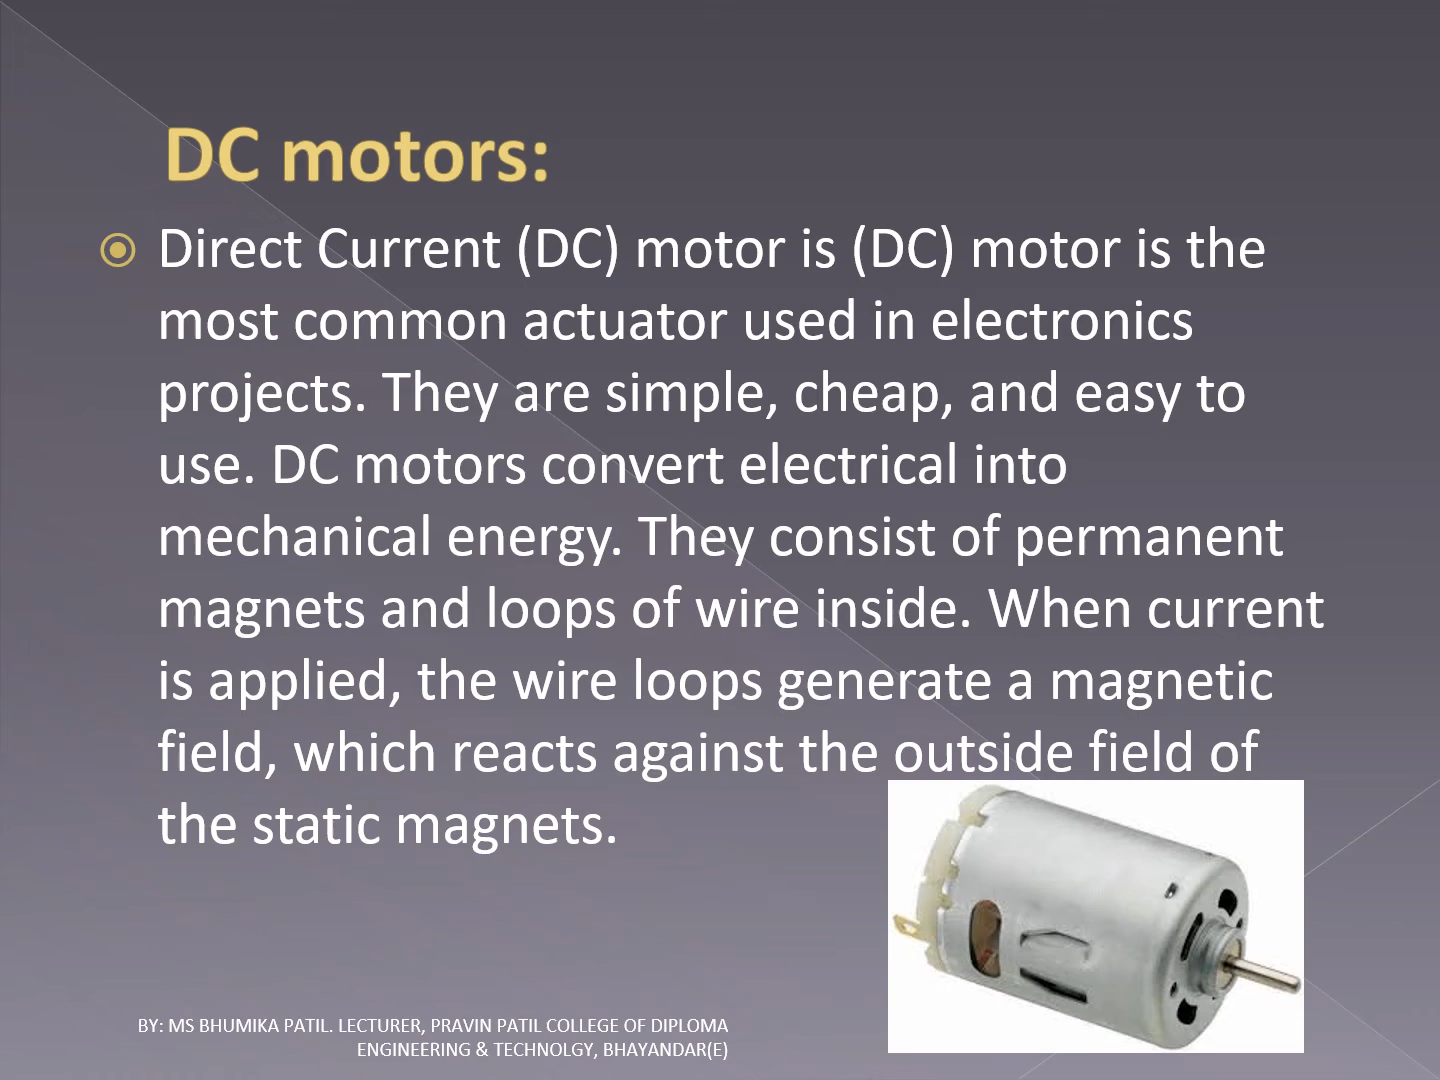 DC motors:
Direct Current (DC) motor is (DC) motor is the
most common actuator used in electronics
projects. They are simple, cheap, and easy to
use. DC motors convert electrical into
mechanical energy. They consist of permanent
magnets and loops of wire inside. When current
is applied, the wire loops generate a magnetic
field, which reacts against the outside field of
the static magnets.
BY: MS BHUMIKA PATIL. LECTURER, PRAVIN PATIL COLLEGE OF DIPLOMA
ENGINEERING & TECHNOLGY, BHAYANDAR(E)